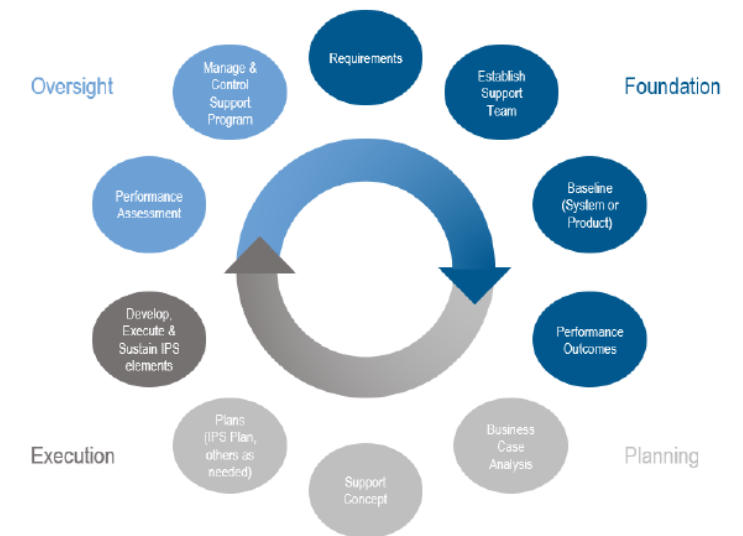 Oversight
Foundation
Requirements
Establish
Support
Team
Baseline
(System or
Product)
Performance
Outcomes
Planning
Business
Case
Analysis
Support
Concept
Plans
(IPS Plan,
others as
needed)
Execution
Develop,
Execute &
Sustain IPS
elements
Performance
Assessment
Manage &
Control
Support
Program